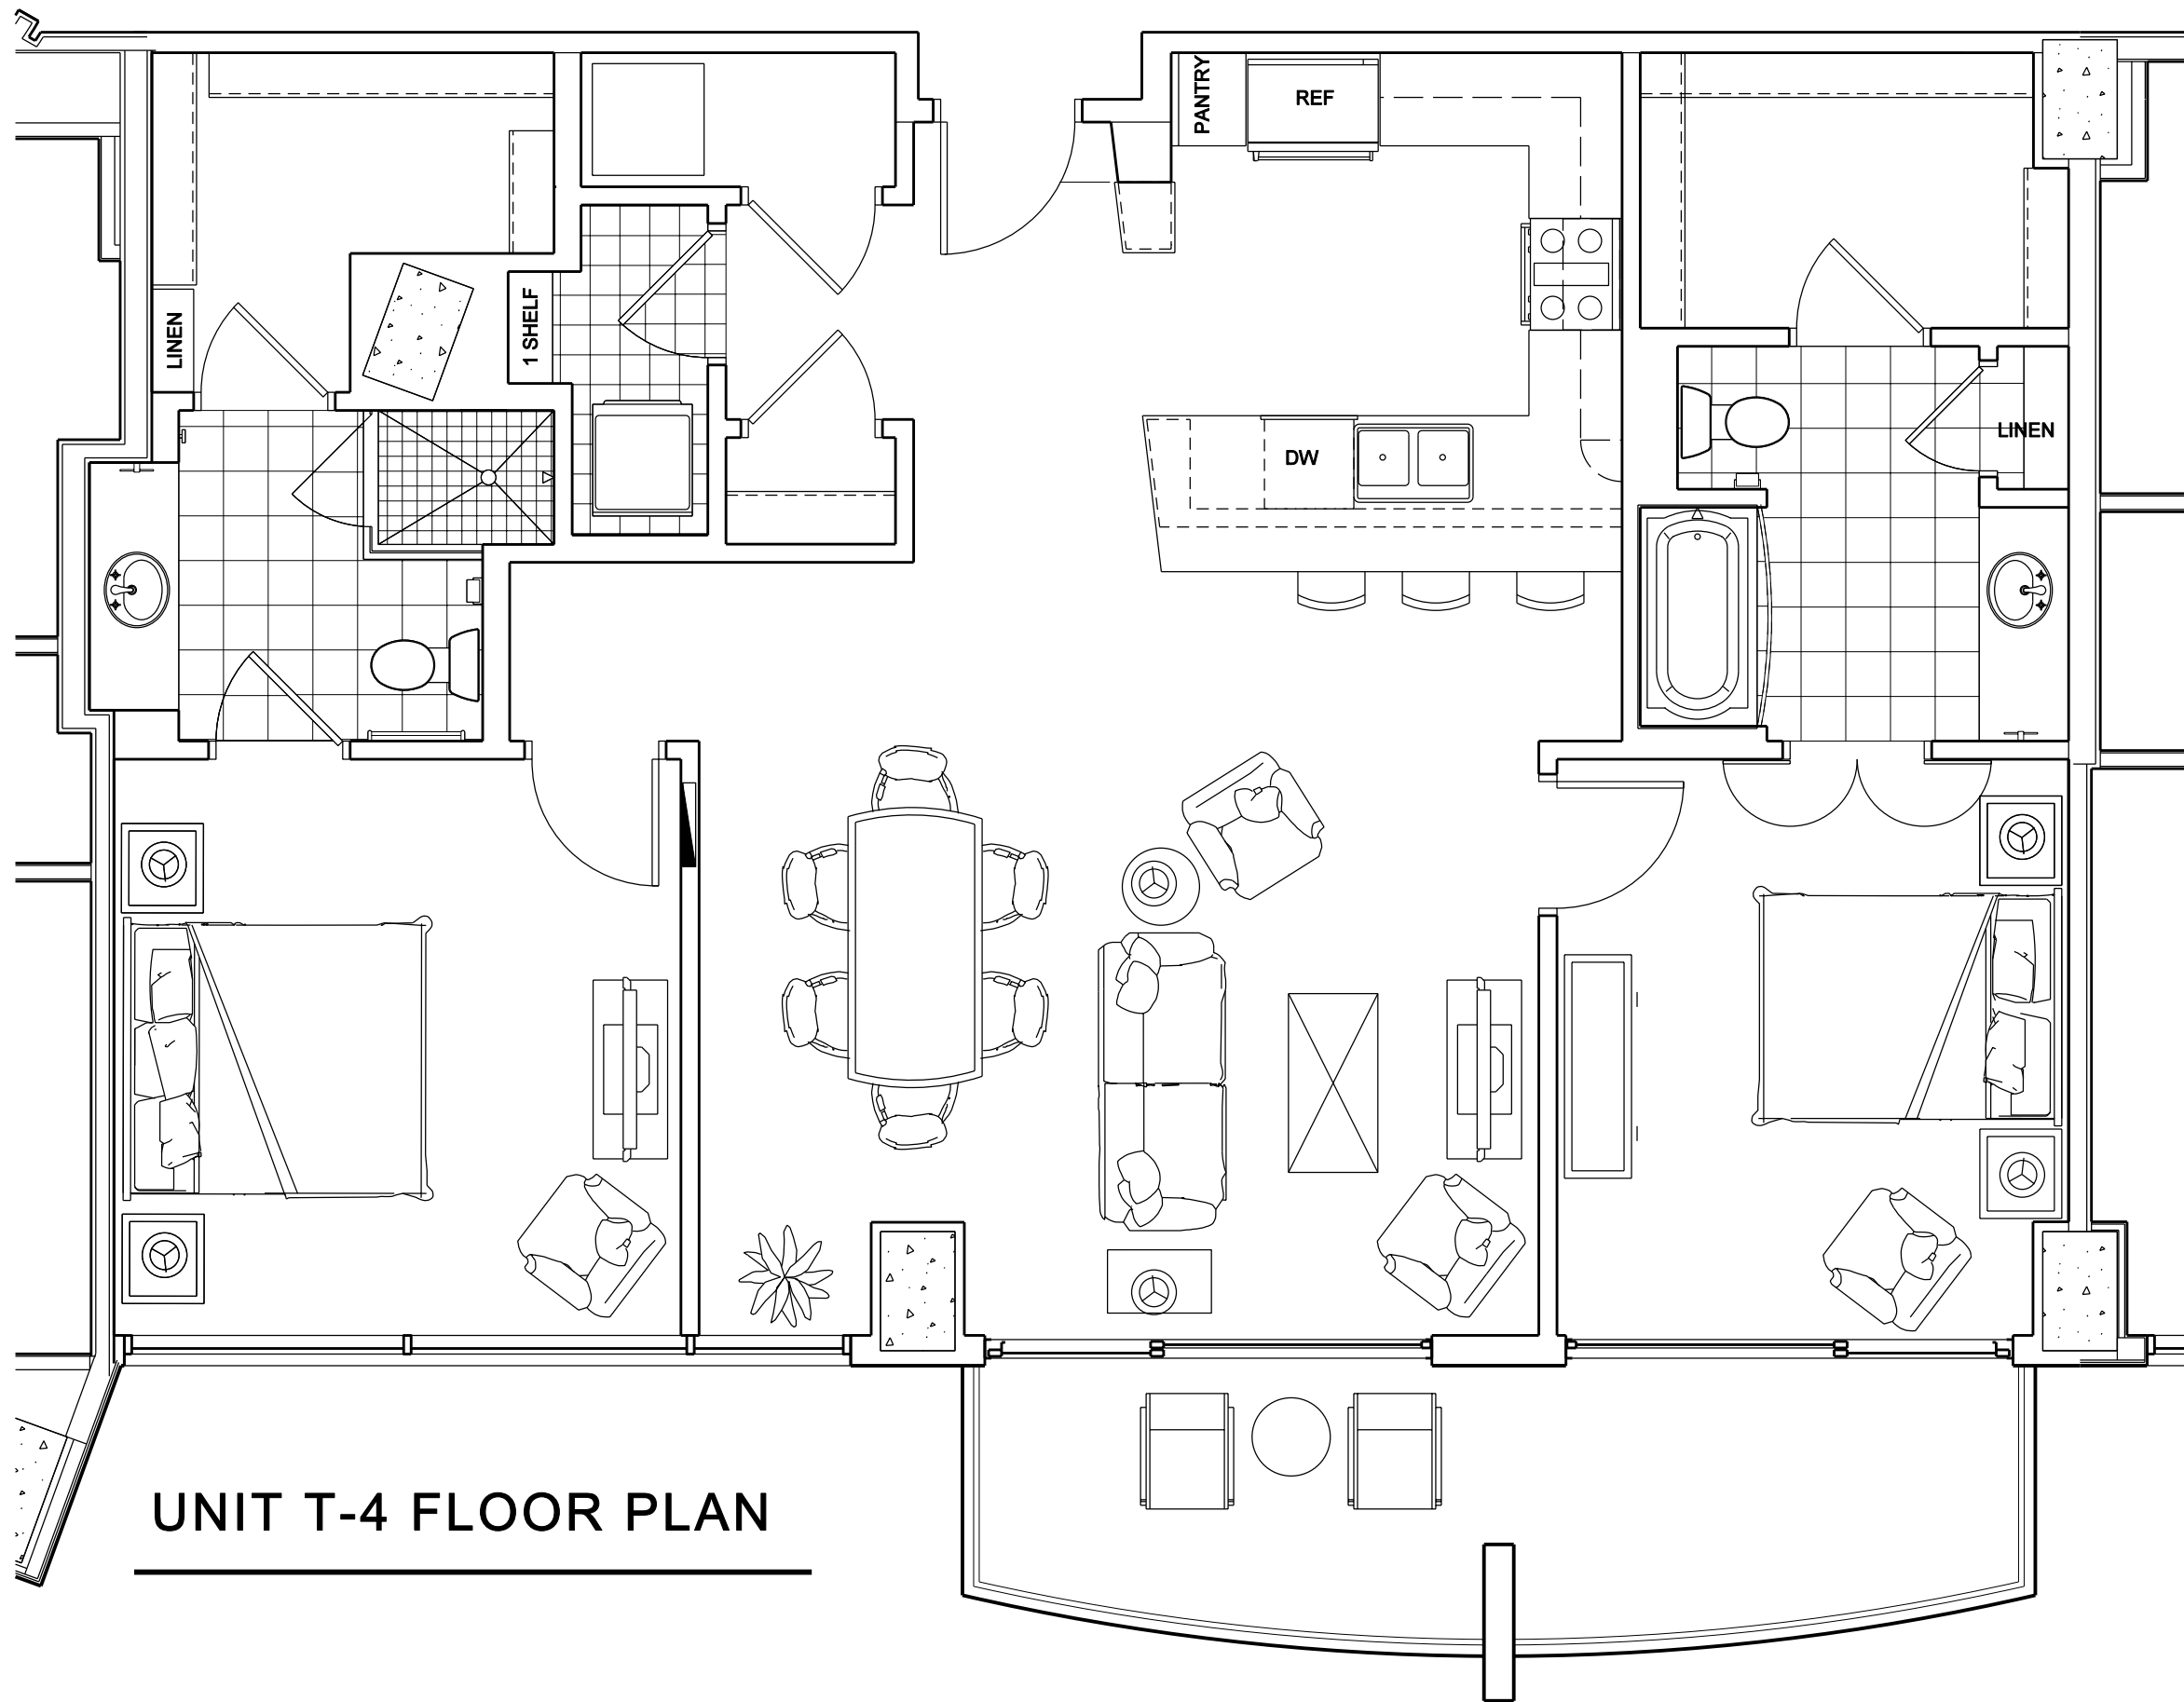 PANTRY
REF
LINEN
1 SHELF
DW
LINEN
UNIT T-4 FLOOR PLAN